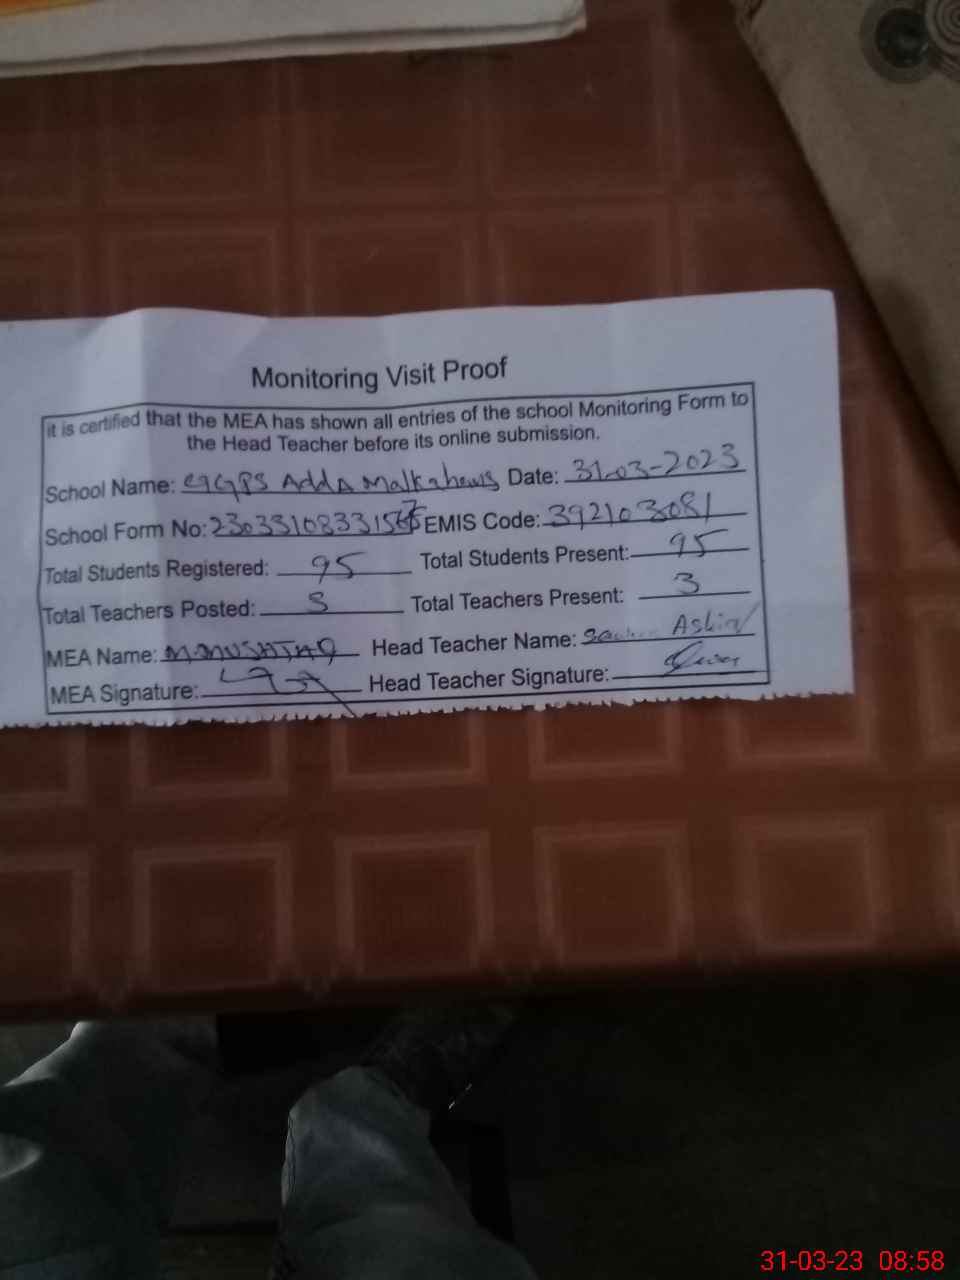 Monitoring Visit Proof
it is certified that the MEA has shown all entries of the school Monitoring Form to
the Head Teacher before its online submission.
School Name: GGPS Adda Malkahans Date: 31-03-2023
School Form No: EMIS Code: 392103081
Total Students Registered: 95 Total Students Present: 95
Total Teachers Posted: 3 Total Teachers Present: 3
MEA Name: Head Teacher Name:
MEA Signature: Head Teacher Signature:
31-03-23 08:58